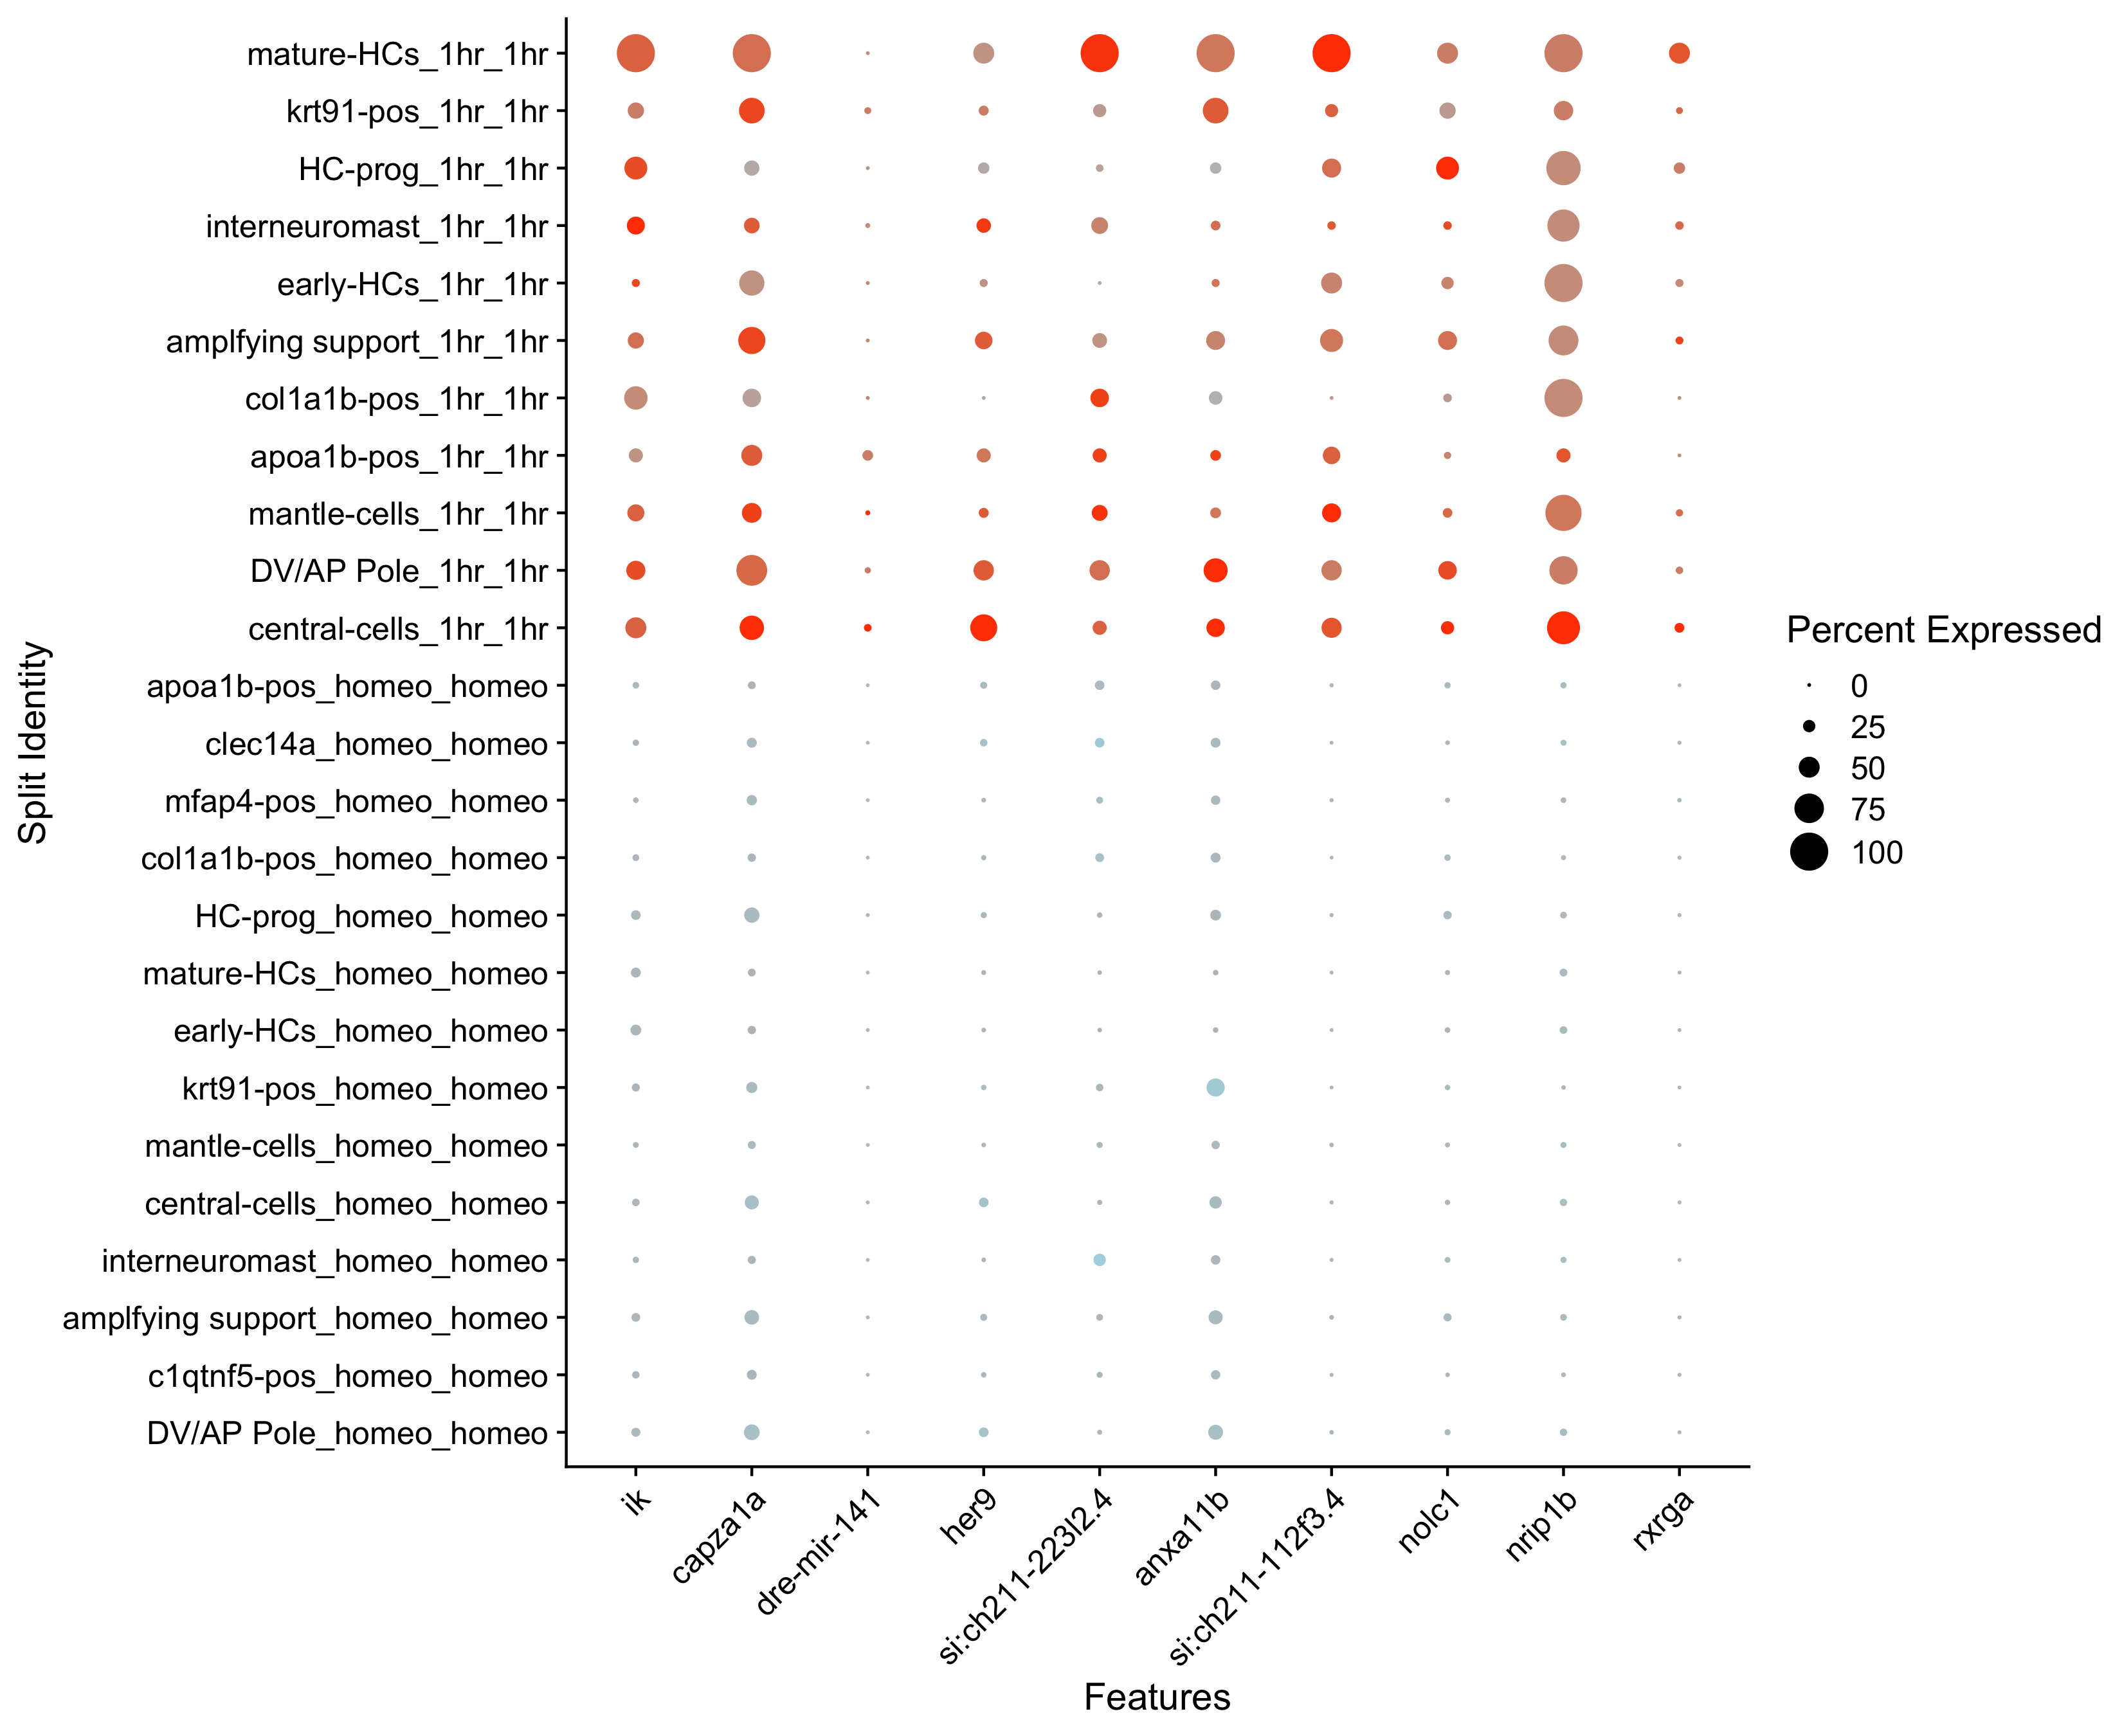 mature-HCs_1hr_1hr
krt91-pos_1hr_1hr
HC-prog_1hr_1hr
interneuromast_1hr_1hr
early-HCs_1hr_1hr
amplfying support_1hr_1hr
col1a1b-pos_1hr_1hr
apoa1b-pos_1hr_1hr
mantle-cells_1hr_1hr
DV/AP Pole_1hr_1hr
central-cells_1hr_1hr
apoa1b-pos_homeo_homeo
clec14a_homeo_homeo
mfap4-pos_homeo_homeo
col1a1b-pos_homeo_homeo
HC-prog_homeo_homeo
mature-HCs_homeo_homeo
early-HCs_homeo_homeo
krt91-pos_homeo_homeo
mantle-cells_homeo_homeo
central-cells_homeo_homeo
interneuromast_homeo_homeo
amplfying support_homeo_homeo
c1qtnf5-pos_homeo_homeo
DV/AP Pole_homeo_homeo
Split Identity
ik
capza1a
dre-mir-141
her9
si:ch211-223l2.4
anxa11b
si:ch211-112f3.4
nolc1
nrip1b
rxrga
Features
Percent Expressed
0
25
50
75
100